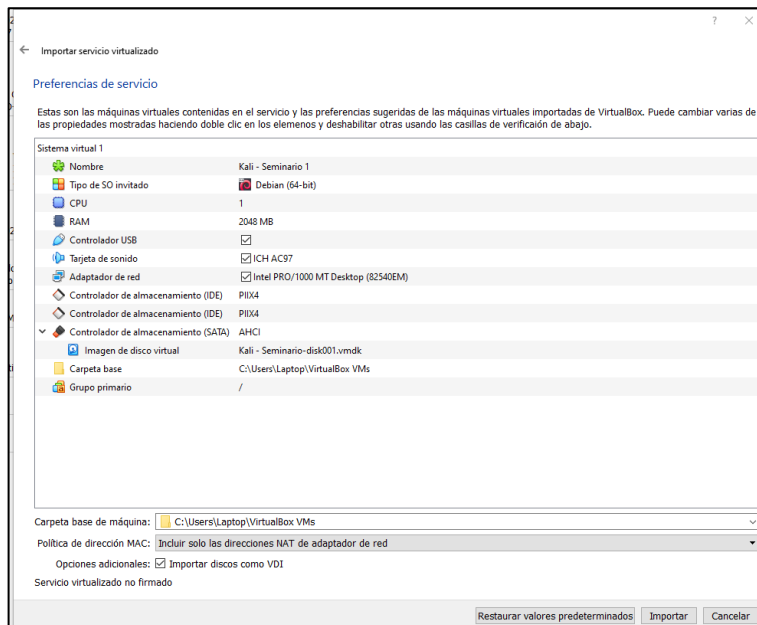 ?
Importar servicio virtualizado
Preferencias de servicio
Estas son las máquinas virtuales contenidas en el servicio y las preferencias sugeridas de las máquinas virtuales importadas de VirtualBox. Puede cambiar varias de
las propiedades mostradas haciendo doble clic en los elemenos y deshabilitar otras usando las casillas de verificaión de abajo.
Sistema virtual 1
Nombre Kali - Seminario 1
Tipo de SO invitado Debian (64-bit)
CPU 1
RAM 2048 MB
Controlador USB
Tarjeta de sonido ICH AC97
Adaptador de red Intel PRO/1000 MT Desktop (82540EM)
Controlador de almacenamiento (IDE) PIIX4
Controlador de almacenamiento (IDE) PIIX4
Controlador de almacenamiento (SATA) AHCI
Imagen de disco virtual Kali - Seminario-disk001.vmdk
Carpeta base C:\Users\Laptop\VirtualBox VMs
Grupo primario /
Carpeta base de máquina: C:\Users\Laptop\VirtualBox VMs
Política de dirección MAC: Incluir solo las direcciones NAT de adaptador de red
Opciones adicionales: Importar discos como VDI
Servicio virtualizado no firmado
Restaurar valores predeterminados Importar Cancelar